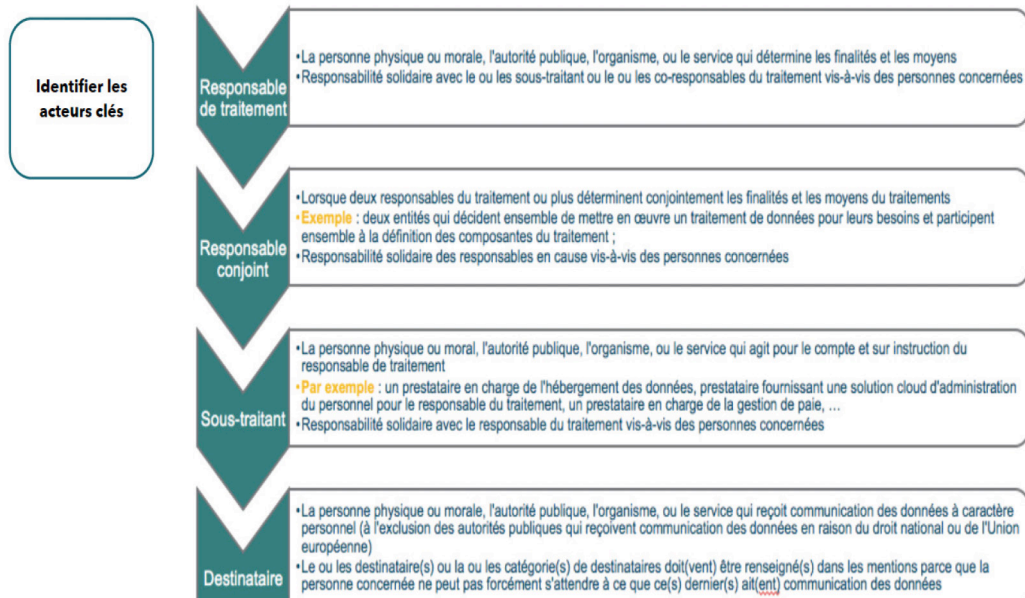 Identifier les
acteurs clés
Responsable
de traitement
•La personne physique ou morale, l'autorité publique, l'organisme, ou le service qui détermine les finalités et les moyens
•Responsabilité solidaire avec le ou les sous-traitant ou le ou les co-responsables du traitement vis-à-vis des personnes concernées
Responsable
conjoint
•Lorsque deux responsables du traitement ou plus déterminent conjointement les finalités et les moyens du traitements
•Exemple : deux entités qui décident ensemble de mettre en œuvre un traitement de données pour leurs besoins et participent
ensemble à la définition des composantes du traitement ;
•Responsabilité solidaire des responsables en cause vis-à-vis des personnes concernées
Sous-traitant
•La personne physique ou moral, l'autorité publique, l'organisme, ou le service qui agit pour le compte et sur instruction du
responsable de traitement
•Par exemple : un prestataire en charge de l'hébergement des données, prestataire fournissant une solution cloud d'administration
du personnel pour le responsable du traitement, un prestataire en charge de la gestion de paie, …
•Responsabilité solidaire avec le responsable du traitement vis-à-vis des personnes concernées
Destinataire
•La personne physique ou morale, l'autorité publique, l'organisme, ou le service qui reçoit communication des données à caractère
personnel (à l'exclusion des autorités publiques qui reçoivent communication des données en raison du droit national ou de l'Union
européenne)
•Le ou les destinataire(s) ou la ou les catégorie(s) de destinataires doit(vent) être renseigné(s) dans les mentions parce que la
personne concernée ne peut pas forcément s'attendre à ce que ce(s) dernier(s) ait(ent) communication des données